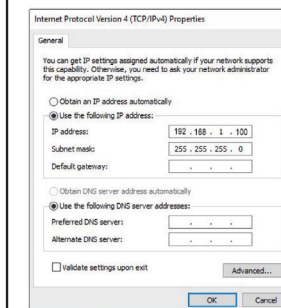 Internet Protocol Version 4 (TCP/IPv4) Properties
General
You can get IP settings assigned automatically if your network supports
this capability. Otherwise, you need to ask your network administrator
for the appropriate IP settings.
Obtain an IP address automatically
Use the following IP address:
IP address: 192 . 168 . 1 . 100
Subnet mask: 255 . 255 . 255 . 0
Default gateway: . . .
Obtain DNS server address automatically
Use the following DNS server addresses:
Preferred DNS server: . . .
Alternate DNS server: . . .
Validate settings upon exit
Advanced...
OK Cancel